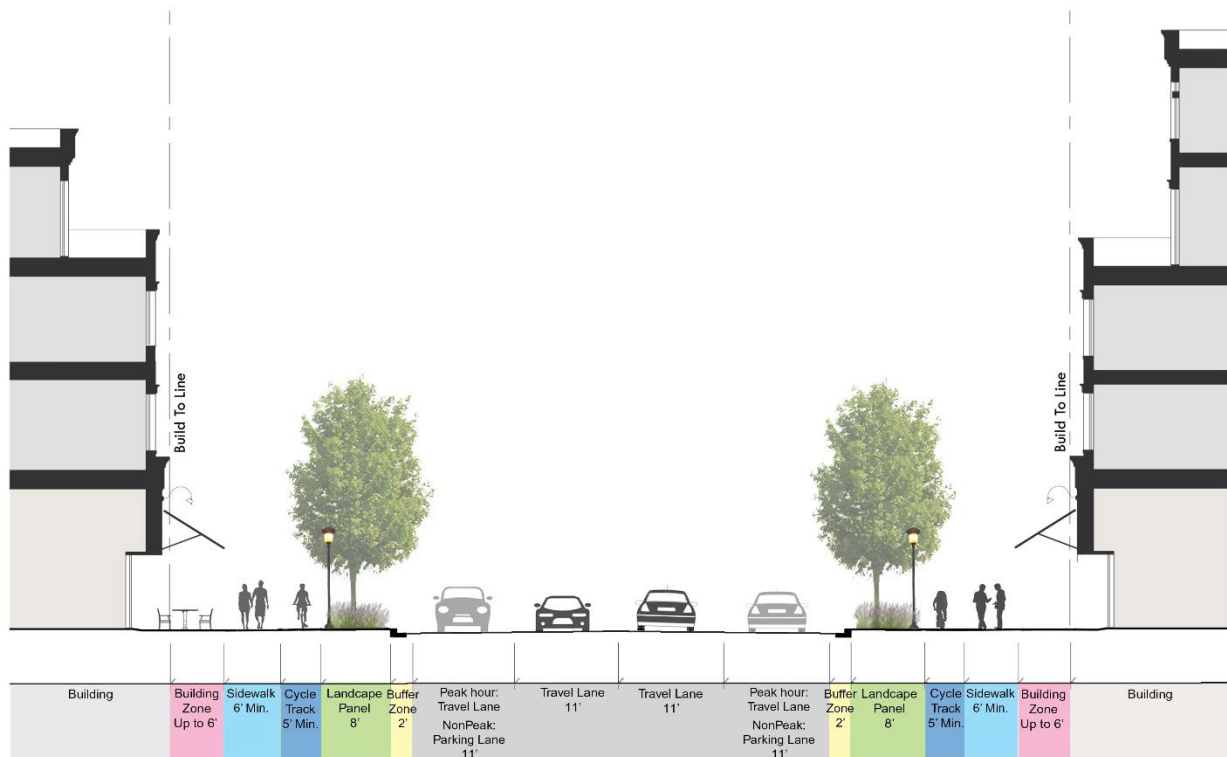 Build To Line
Build To Line
Building
Building
Zone
Up to 6'
Sidewalk
6' Min.
Cycle
Track
5' Min.
Landscape
Panel
8'
Buffer
Zone
2'
Peak hour:
Travel Lane
NonPeak:
Parking Lane
11'
Travel Lane
11'
Travel Lane
11'
Peak hour:
Travel Lane
NonPeak:
Parking Lane
11'
Buffer
Zone
2'
Landscape
Panel
8'
Cycle
Track
5' Min.
Sidewalk
6' Min.
Building
Zone
Up to 6'
Building